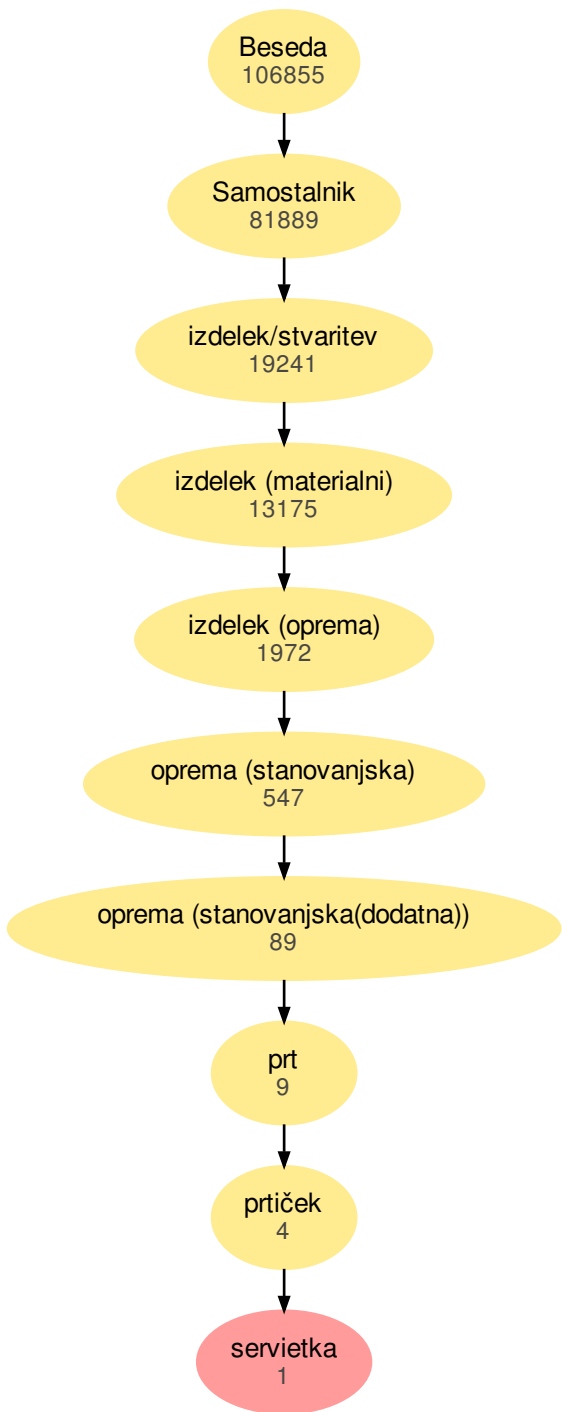 Beseda
106855
Samostalnik
81889
izdelek/stvaritev
19241
izdelek (materialni)
13175
izdelek (oprema)
1972
oprema (stanovanjska)
547
oprema (stanovanjska(dodatna))
89
prt
9
prtiček
4
servietka
1